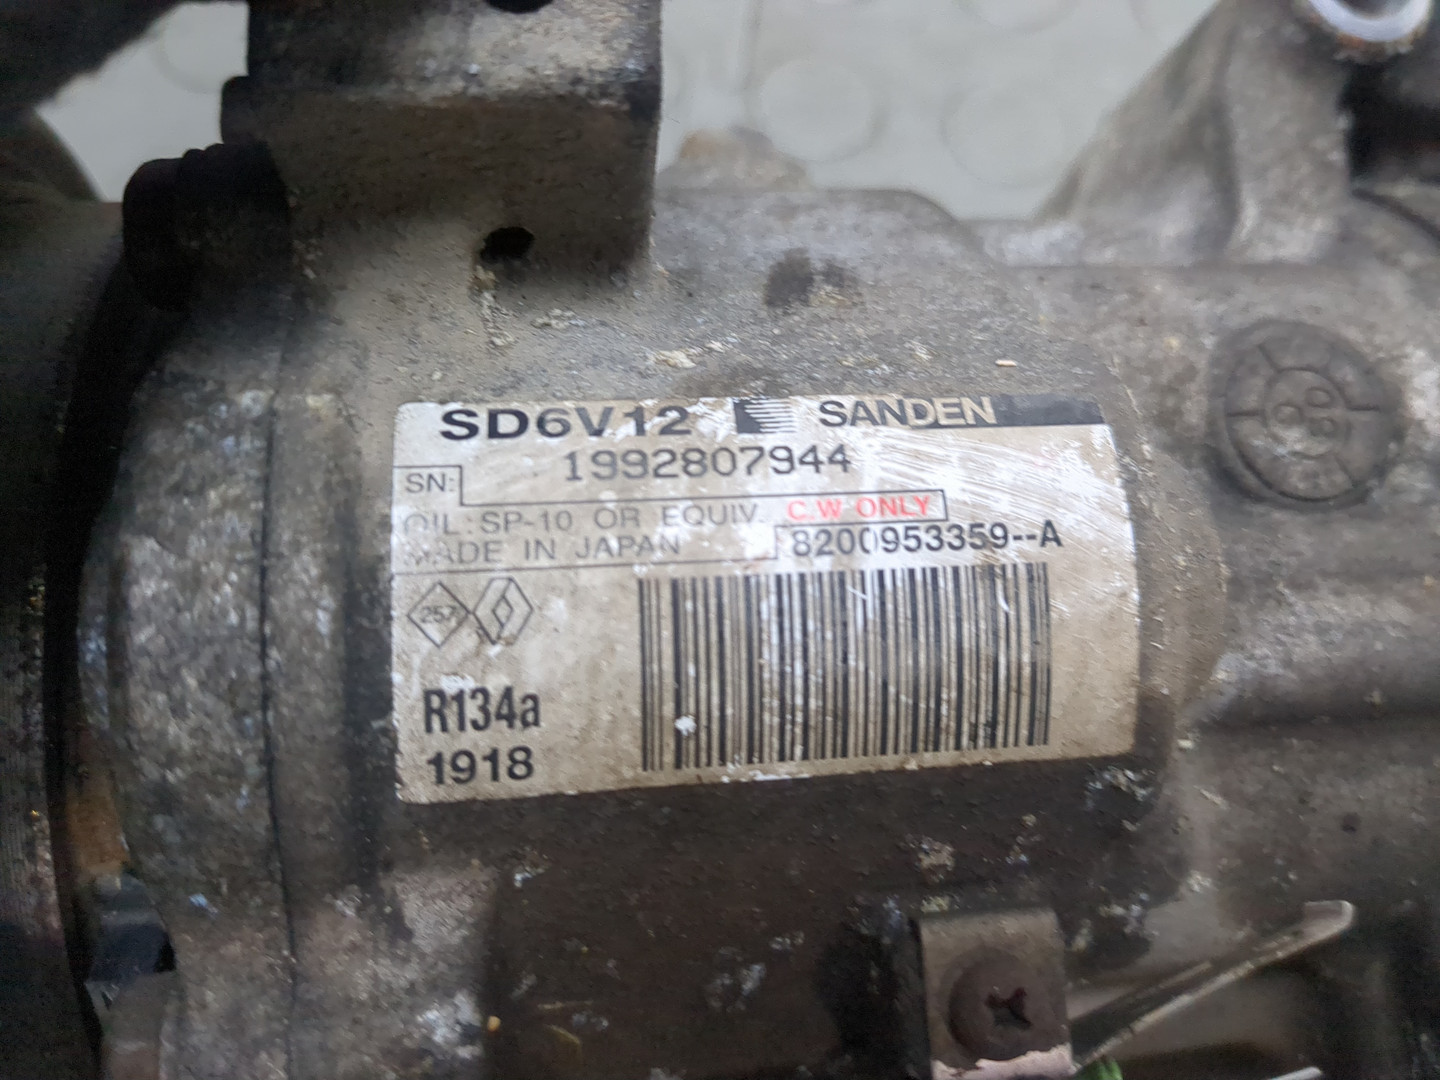 SD6V12 SANDEN
1992807944
SN:
OIL:SP-10 OR EQUIV. C.W ONLY
MADE IN JAPAN 8200953359--A
257
R134a
1918